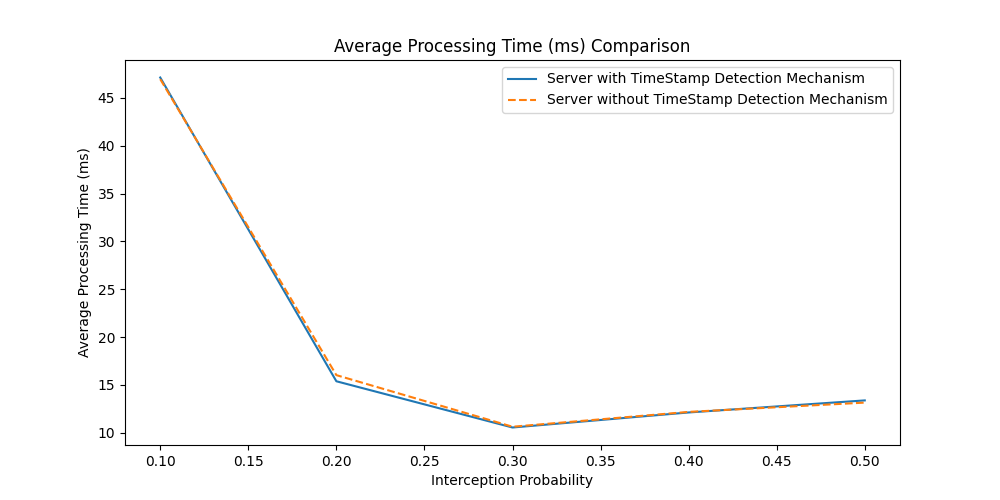 Average Processing Time (ms) Comparison
Server with TimeStamp Detection Mechanism
Server without TimeStamp Detection Mechanism
Average Processing Time (ms)
45
40
35
30
25
20
15
10
0.10 0.15 0.20 0.25 0.30 0.35 0.40 0.45 0.50
Interception Probability